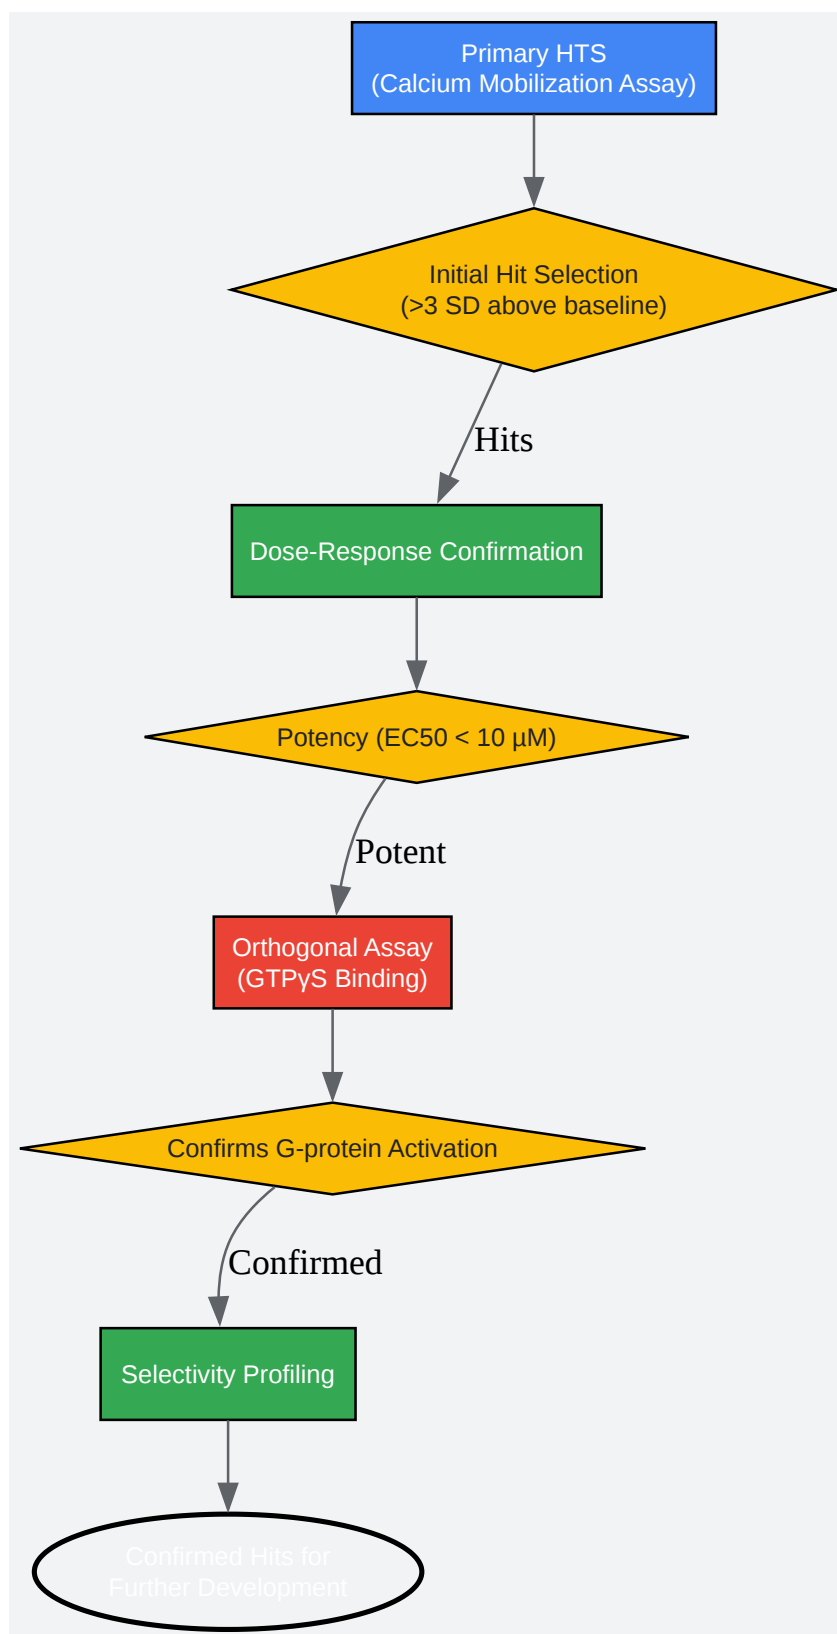 Primary HTS
(Calcium Mobilization Assay)
Initial Hit Selection
(>3 SD above baseline)
Hits
Dose-Response Confirmation
Potency (EC50 < 10 µM)
Potent
Orthogonal Assay
(GTPγS Binding)
Confirms G-protein Activation
Confirmed
Selectivity Profiling
Confirmed Hits for
Further Development